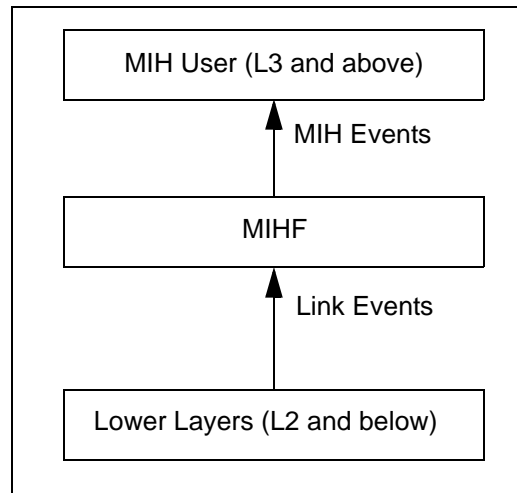 MIH User (L3 and above)
MIH Events
MIHF
Link Events
Lower Layers (L2 and below)